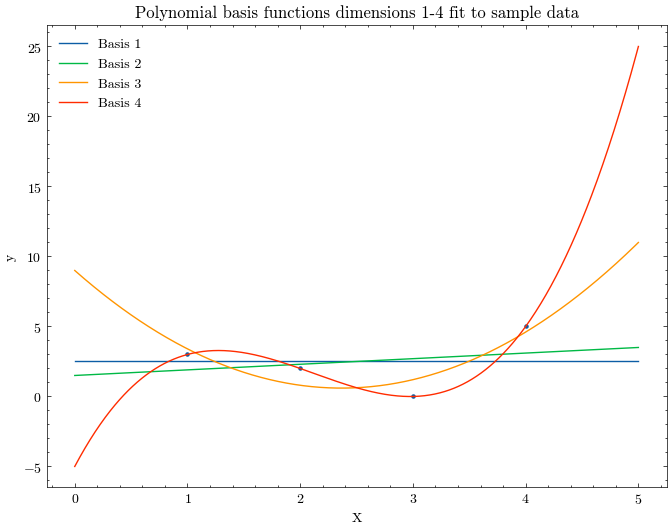 Polynomial basis functions dimensions 1-4 fit to sample data
Basis 1
Basis 2
Basis 3
Basis 4
25
20
15
10
5
0
−5
y
0 1 2 3 4 5
X